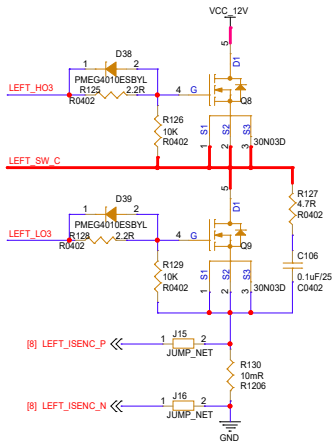 VCC_12V
D38
1 2
PMEG4010ESBYL
LEFT_HO3
R125 2.2R
R0402
5
D1
4 G
Q8
R126
10K
R0402
S1 S2 S3
1 2 3
30N03D
LEFT_SW_C
D39
1 2
PMEG4010ESBYL
LEFT_LO3
R128 2.2R
R0402
5
D1
4 G
Q9
R127
4.7R
R0402
R129
10K
R0402
S1 S2 S3
1 2 3
30N03D
C106
0.1uF/25
C0402
J15
[8] LEFT_ISENC_P
1 2
JUMP_NET
R130
10mR
R1206
J16
[8] LEFT_ISENC_N
1 2
JUMP_NET
GND